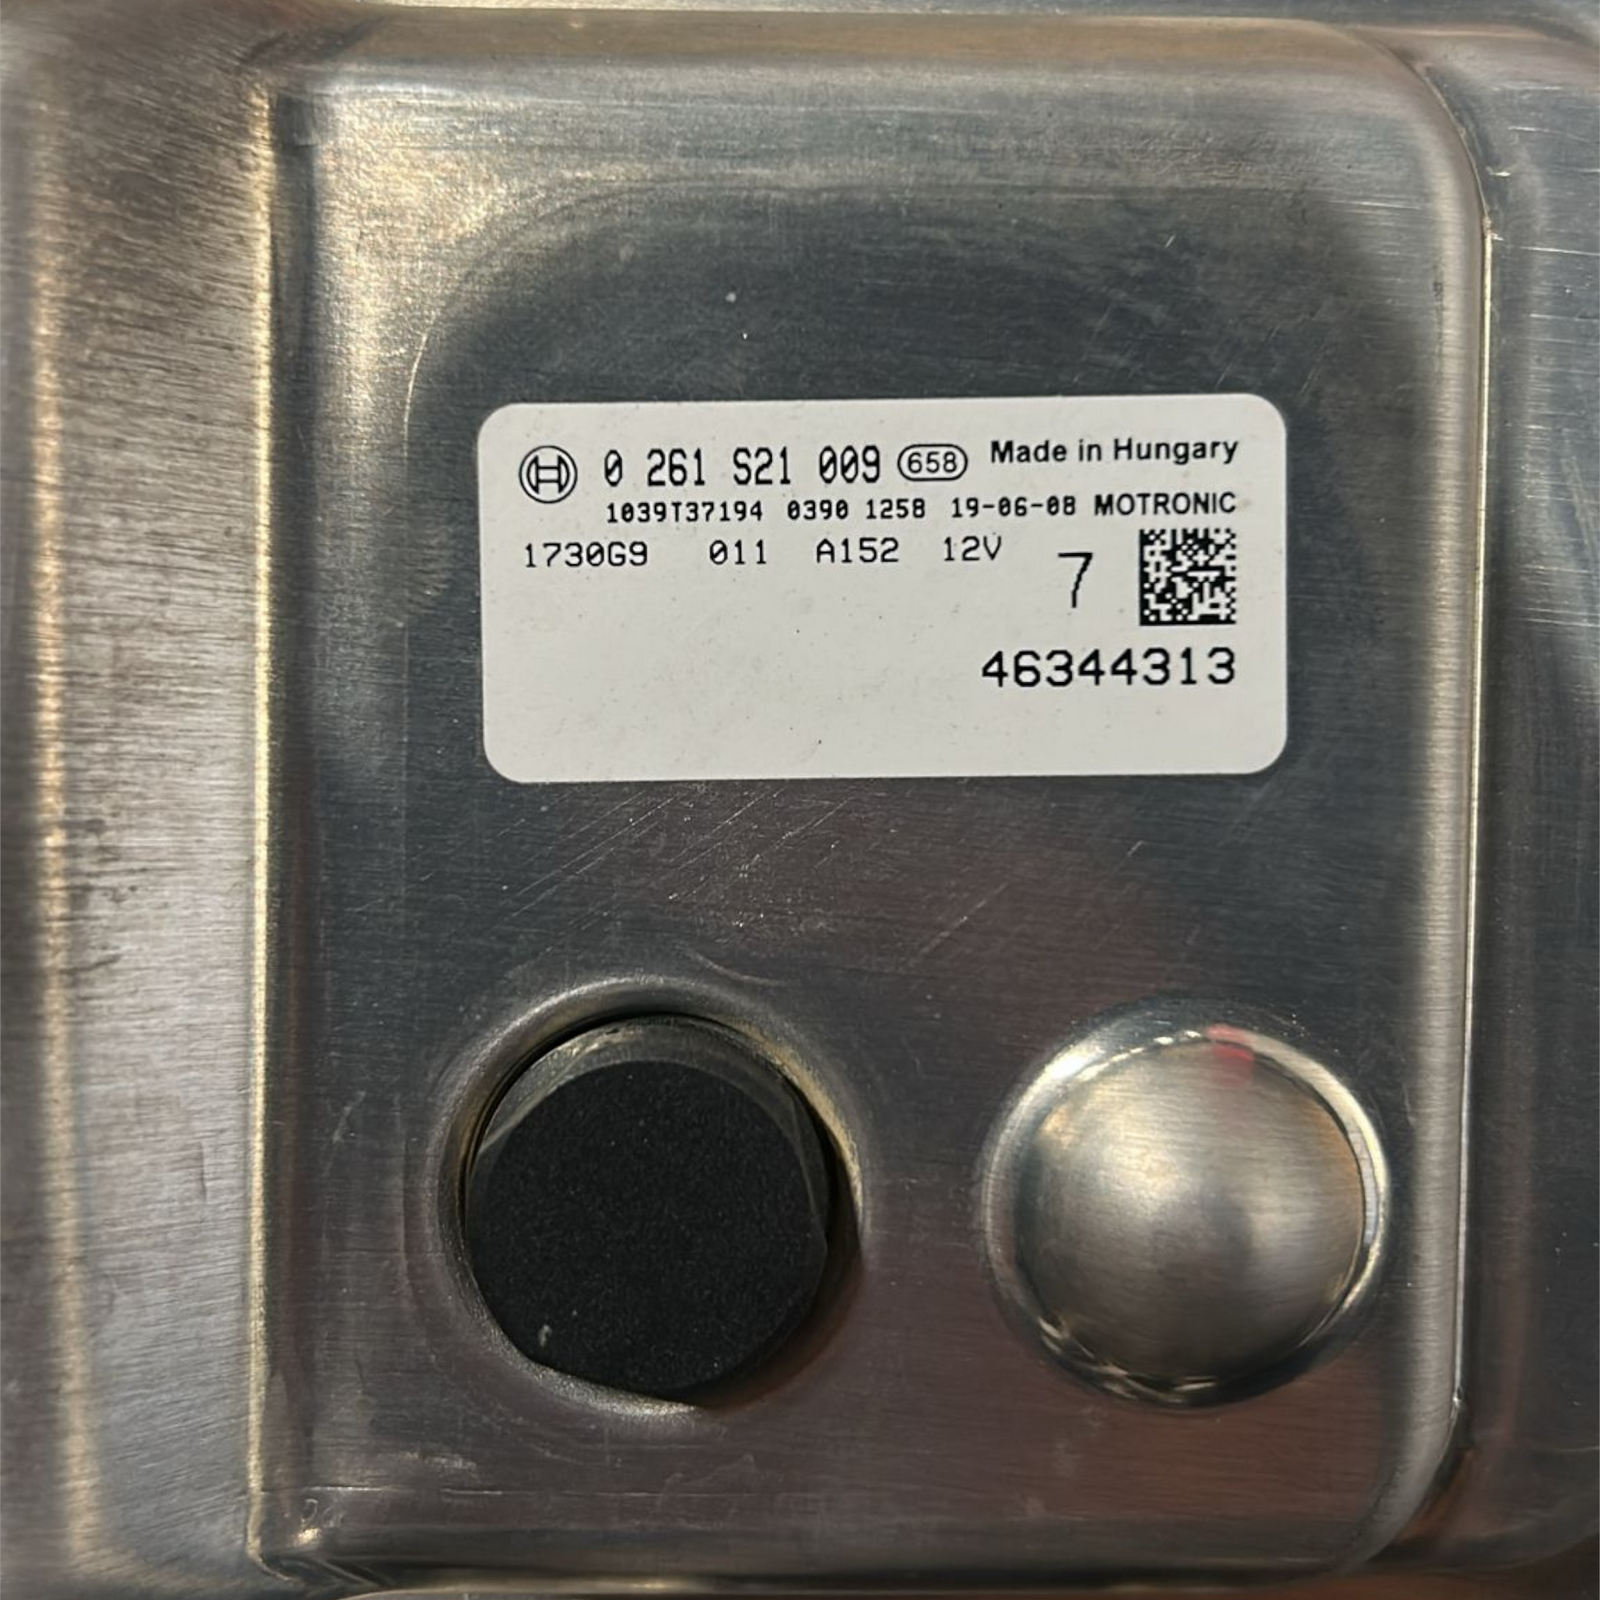 0 261 S21 009 658 Made in Hungary
1039T37194 0390 1258 19-06-08 MOTRONIC
1730G9 011 A152 12V 7
46344313